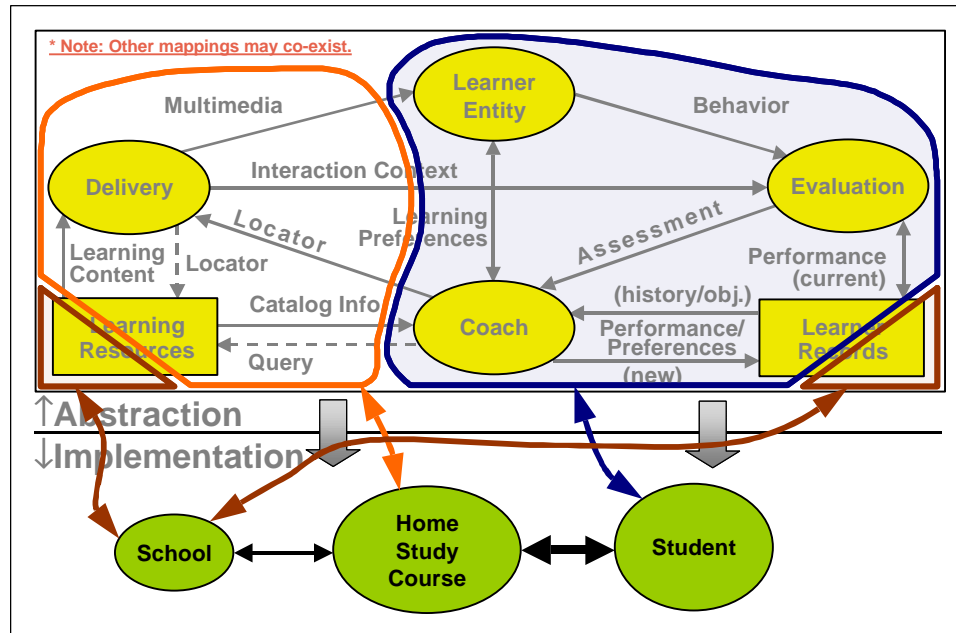 * Note: Other mappings may co-exist.
Learner
Entity
Multimedia
Behavior
Delivery
Interaction Context
Evaluation
Learning
Preferences
Locator
Assessment
Learning
Content
Locator
Performance
(current)
Catalog Info
(history/obj.)
Learning
Resources
Coach
Performance/
Preferences
Learner
Records
Query
(new)
↑Abstraction
↓Implementation
School
Home
Study
Course
Student